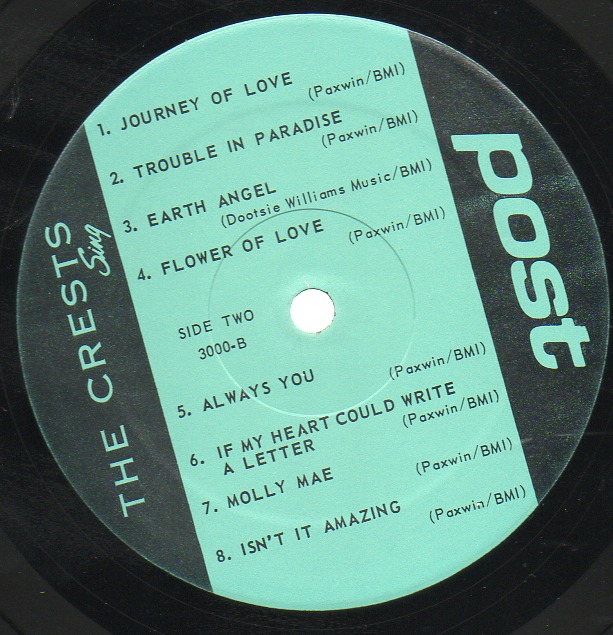 THE CRESTS
Sing
post
1. JOURNEY OF LOVE (Paxwin/BMI)
2. TROUBLE IN PARADISE
(Paxwin/BMI)
3. EARTH ANGEL
(Dootsie Williams Music/BMI)
4. FLOWER OF LOVE (Paxwin/BMI)
SIDE TWO
3000-B
5. ALWAYS YOU (Paxwin/BMI)
6. IF MY HEART COULD WRITE
A LETTER (Paxwin/BMI)
7. MOLLY MAE (Paxwin/BMI)
8. ISN'T IT AMAZING (Paxwin/BMI)